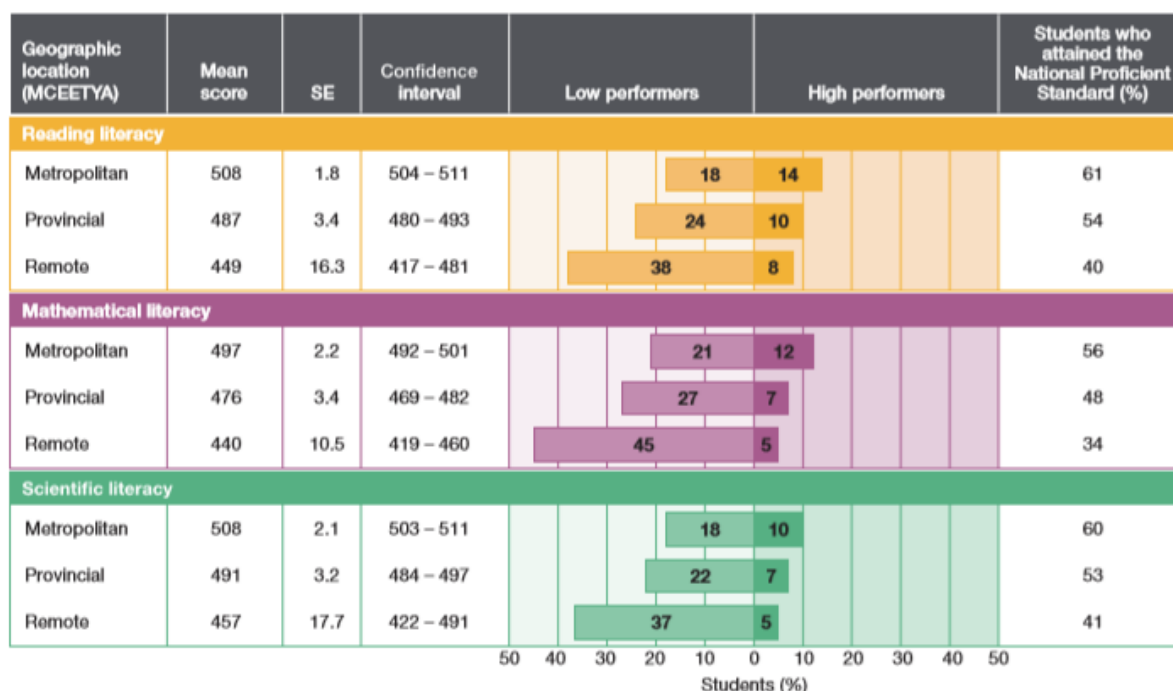 Geographic location (MCEETYA) Mean score SE Confidence interval Low performers High performers Students who attained the National Proficient Standard (%)
Reading literacy
Metropolitan 508 1.8 504 – 511 18 14 61
Provincial 487 3.4 480 – 493 24 10 54
Remote 449 16.3 417 – 481 38 8 40
Mathematical literacy
Metropolitan 497 2.2 492 – 501 21 12 56
Provincial 476 3.4 469 – 482 27 7 48
Remote 440 10.5 419 – 460 45 5 34
Scientific literacy
Metropolitan 508 2.1 503 – 511 18 10 60
Provincial 491 3.2 484 – 497 22 7 53
Remote 457 17.7 422 – 491 37 5 41
50 40 30 20 10 0 10 20 30 40 50
Students (%)